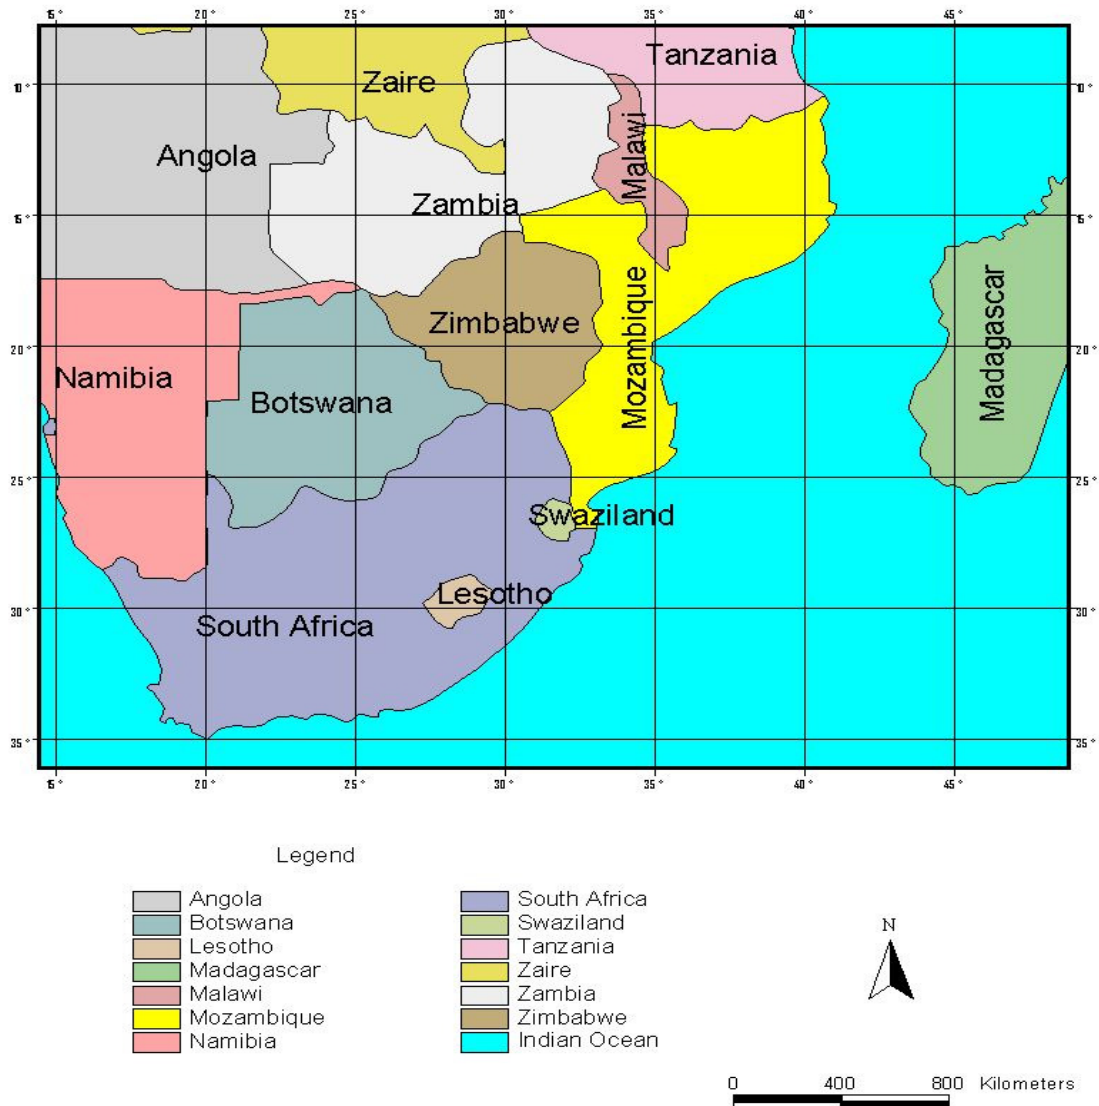 15° 20° 25° 30° 35° 40° 45°
Tanzania
Zaire
10° 10°
Malawi
Angola
Zambia
15° 15°
Mozambique
Madagascar
Zimbabwe
20° 20°
Namibia
Botswana
25° 25°
Swaziland
Lesotho
30° 30°
South Africa
35° 35°
15° 20° 25° 30° 35° 40° 45°
Legend
Angola
Botswana
Lesotho
Madagascar
Malawi
Mozambique
Namibia
South Africa
Swaziland
Tanzania
Zaire
Zambia
Zimbabwe
Indian Ocean
N
0 400 800 Kilometers